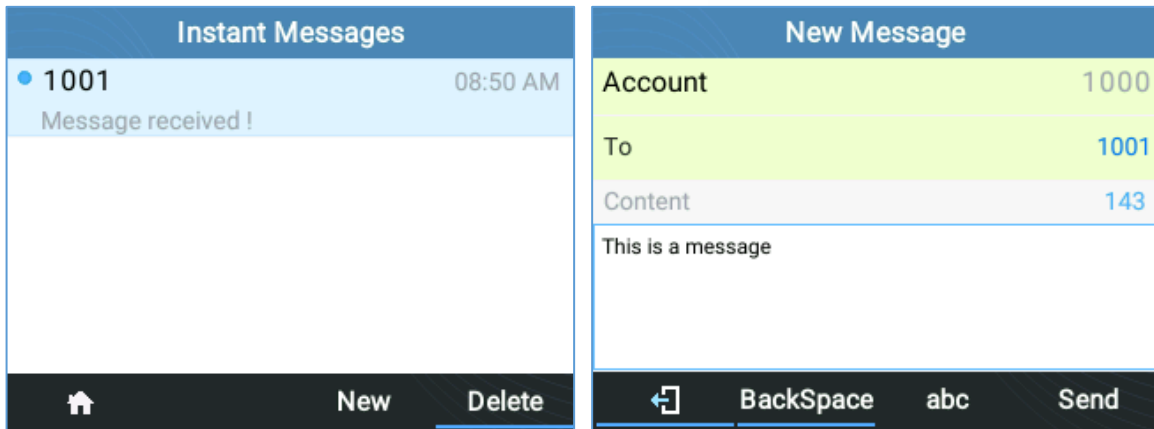 Instant Messages
1001 08:50 AM
Message received !
New Delete
New Message
Account 1000
To 1001
Content 143
This is a message
BackSpace abc Send